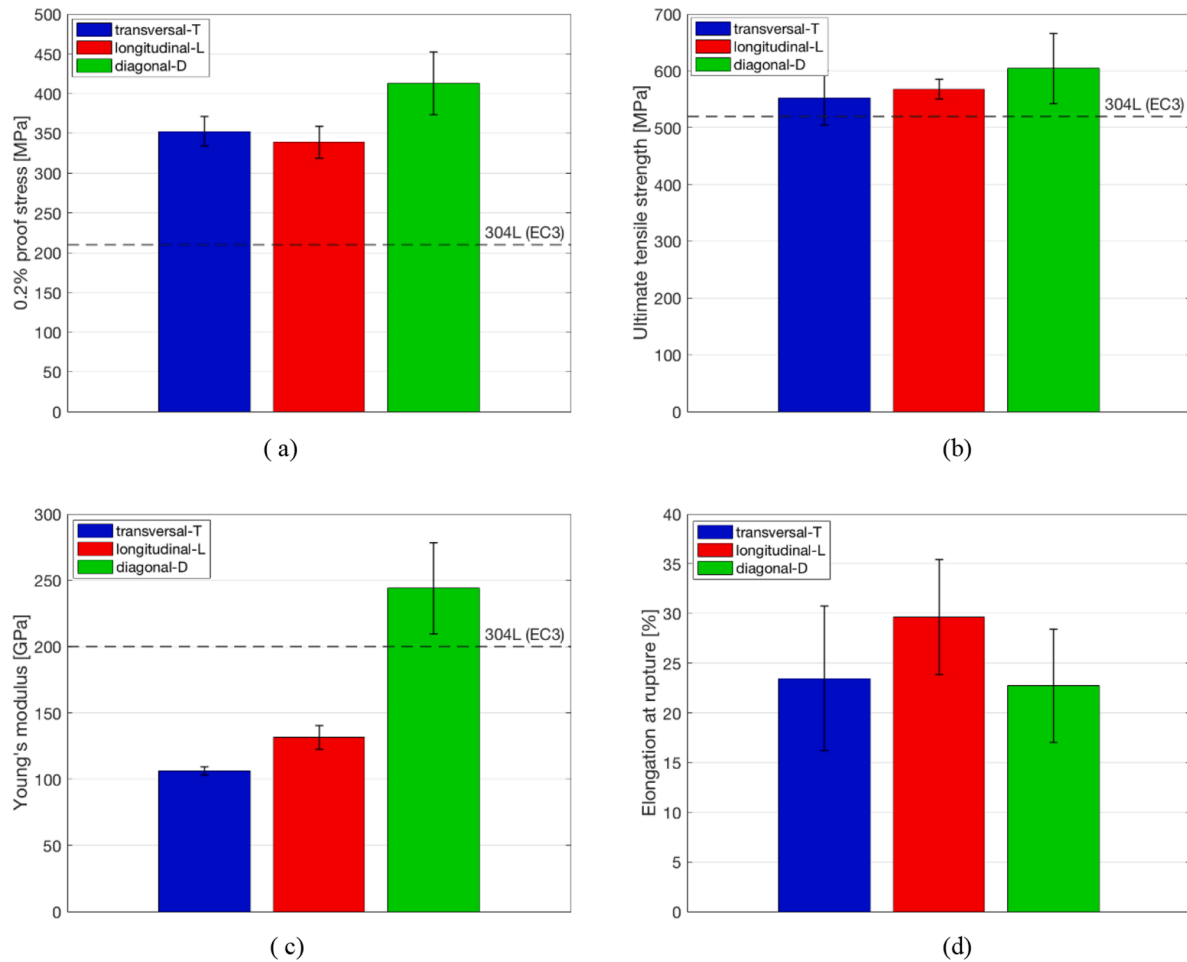 0.2% proof stress [MPa]
500
450
400
350
300
250
200
150
100
50
0
transversal-T
longitudinal-L
diagonal-D
304L (EC3)
( a)
Ultimate tensile strength [MPa]
700
600
500
400
300
200
100
0
transversal-T
longitudinal-L
diagonal-D
304L (EC3)
(b)
Young's modulus [GPa]
300
250
200
150
100
50
0
transversal-T
longitudinal-L
diagonal-D
304L (EC3)
( c)
Elongation at rupture [%]
40
35
30
25
20
15
10
5
0
transversal-T
longitudinal-L
diagonal-D
(d)